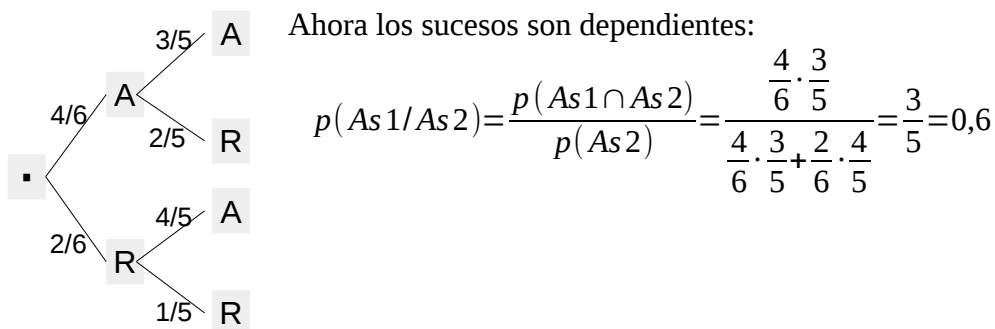 Ahora los sucesos son dependientes:
p(As1/As2)=p(As1∩As2)/p(As2)=(4/6·3/5)/(4/6·3/5+2/6·4/5)=3/5=0,6
3/5 A
4/6 A
2/5 R
4/5 A
2/6 R
1/5 R